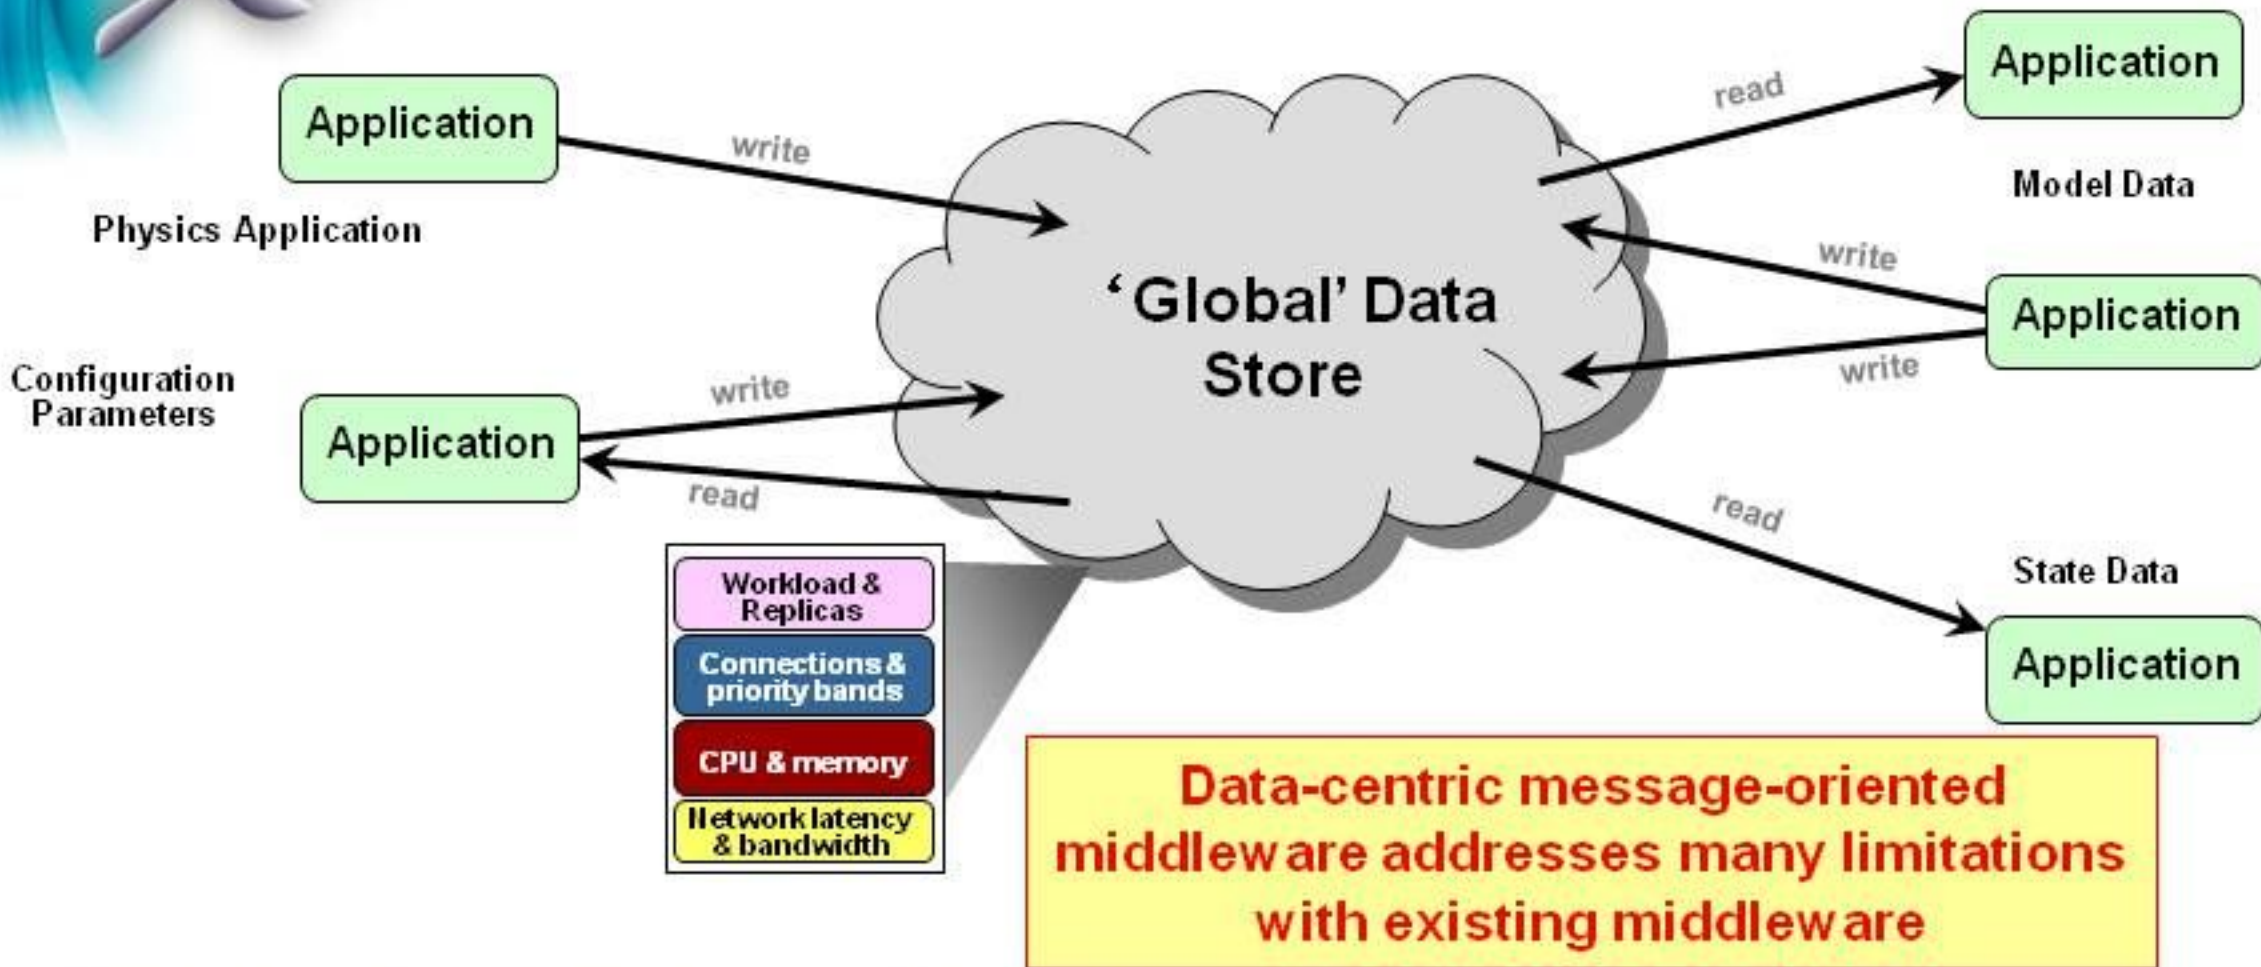 Application
Application
write
read
Model Data
Physics Application
write
'Global' Data
Store
Application
Configuration
Parameters
write
write
Application
read
read
State Data
Workload &
Replicas
Connections &
priority bands
CPU & memory
Network latency
& bandwidth
Application
Data-centric message-oriented
middleware addresses many limitations
with existing middleware